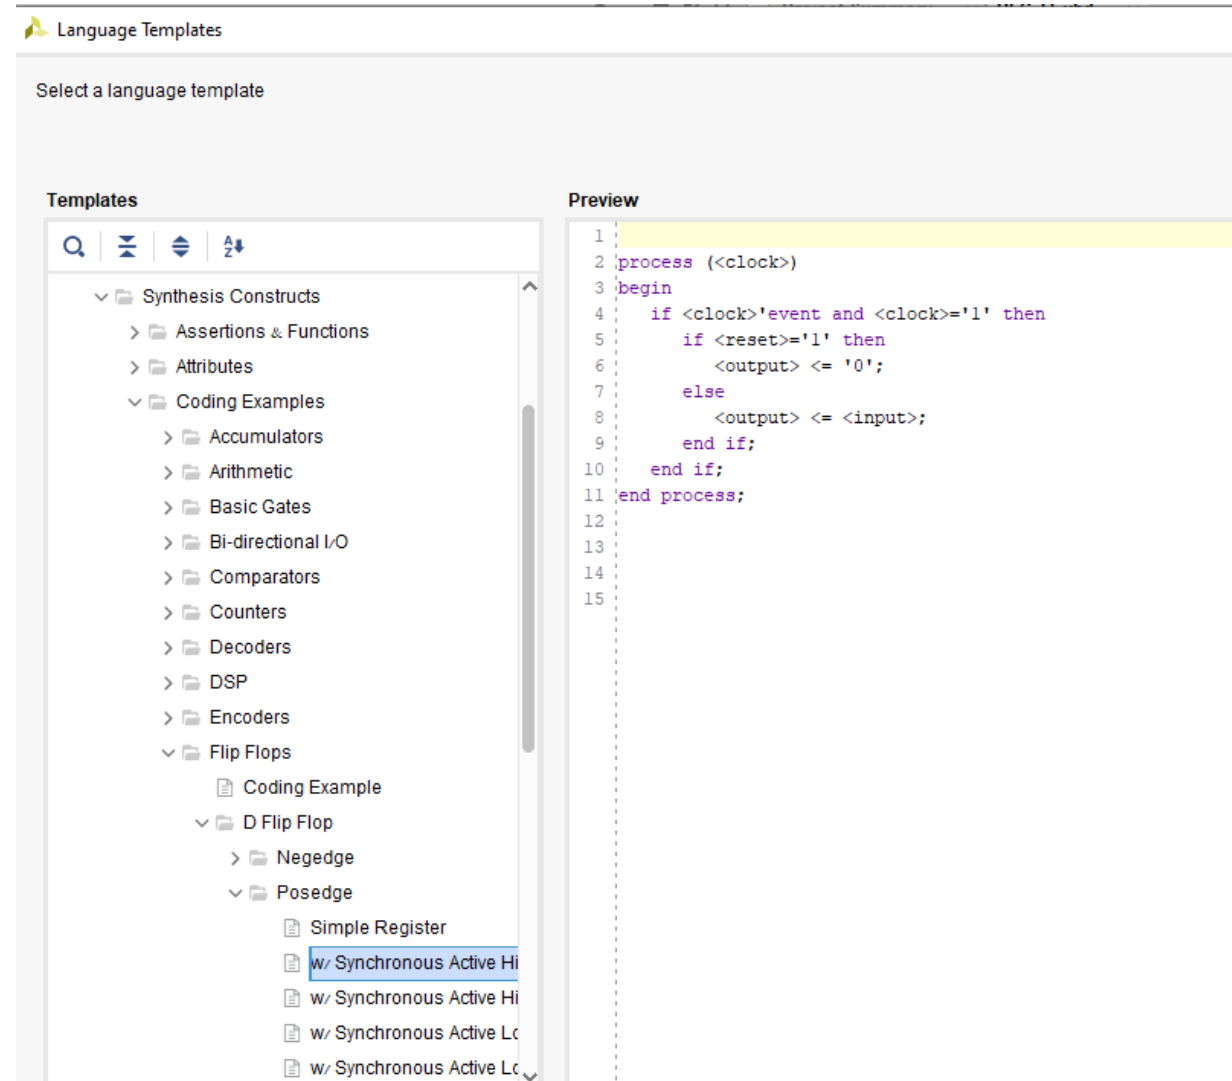 Language Templates
Select a language template
Templates
Synthesis Constructs
Assertions & Functions
Attributes
Coding Examples
Accumulators
Arithmetic
Basic Gates
Bi-directional I/O
Comparators
Counters
Decoders
DSP
Encoders
Flip Flops
Coding Example
D Flip Flop
Negedge
Posedge
Simple Register
w/ Synchronous Active Hi
w/ Synchronous Active Hi
w/ Synchronous Active Lo
w/ Synchronous Active Lo
Preview
1
2 process (<clock>)
3 begin
4 if <clock>'event and <clock>='1' then
5 if <reset>='1' then
6 <output> <= '0';
7 else
8 <output> <= <input>;
9 end if;
10 end if;
11 end process;
12
13
14
15